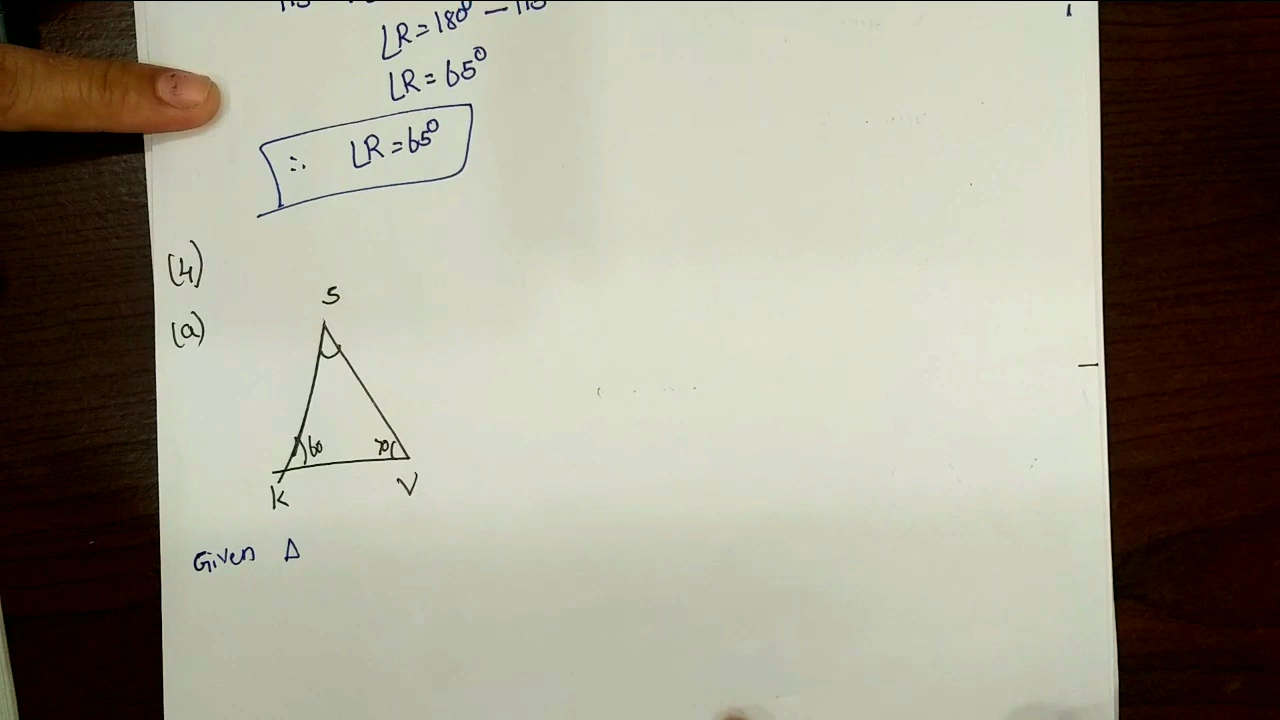 ∠R = 180° - 115
∠R = 65°
∴ ∠R = 65°
(4)
(a)
S
60
70
K
V
Given Δ